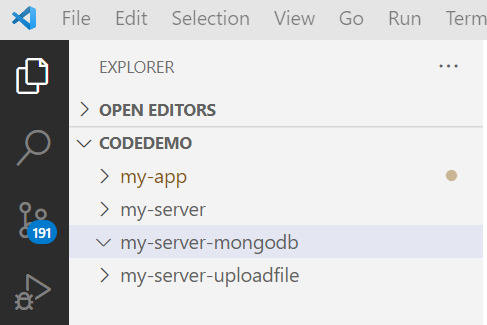 File Edit Selection View Go Run Term
EXPLORER
OPEN EDITORS
CODEDEMO
my-app
my-server
my-server-mongodb
191
my-server-uploadfile